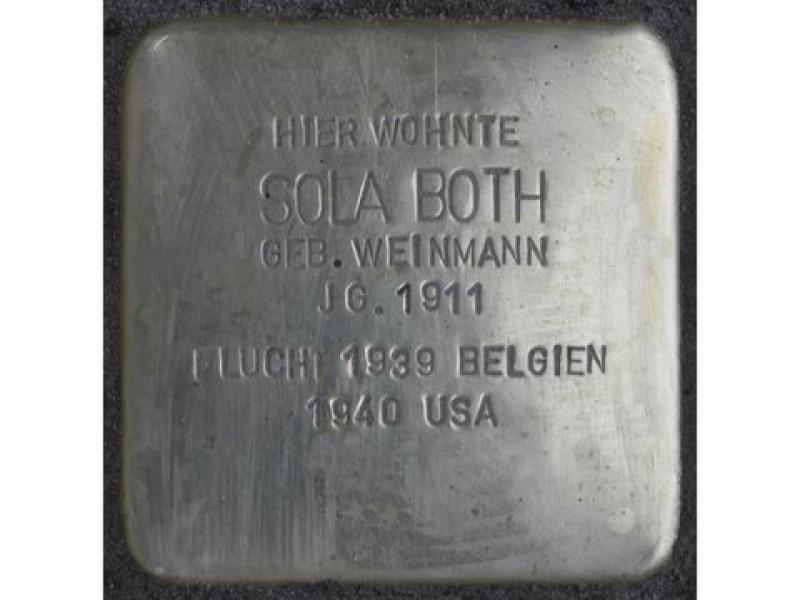 HIER WOHNTE
SOLA BOTH
GEB. WEINMANN
JG. 1911
FLUCHT 1939 BELGIEN
1940 USA